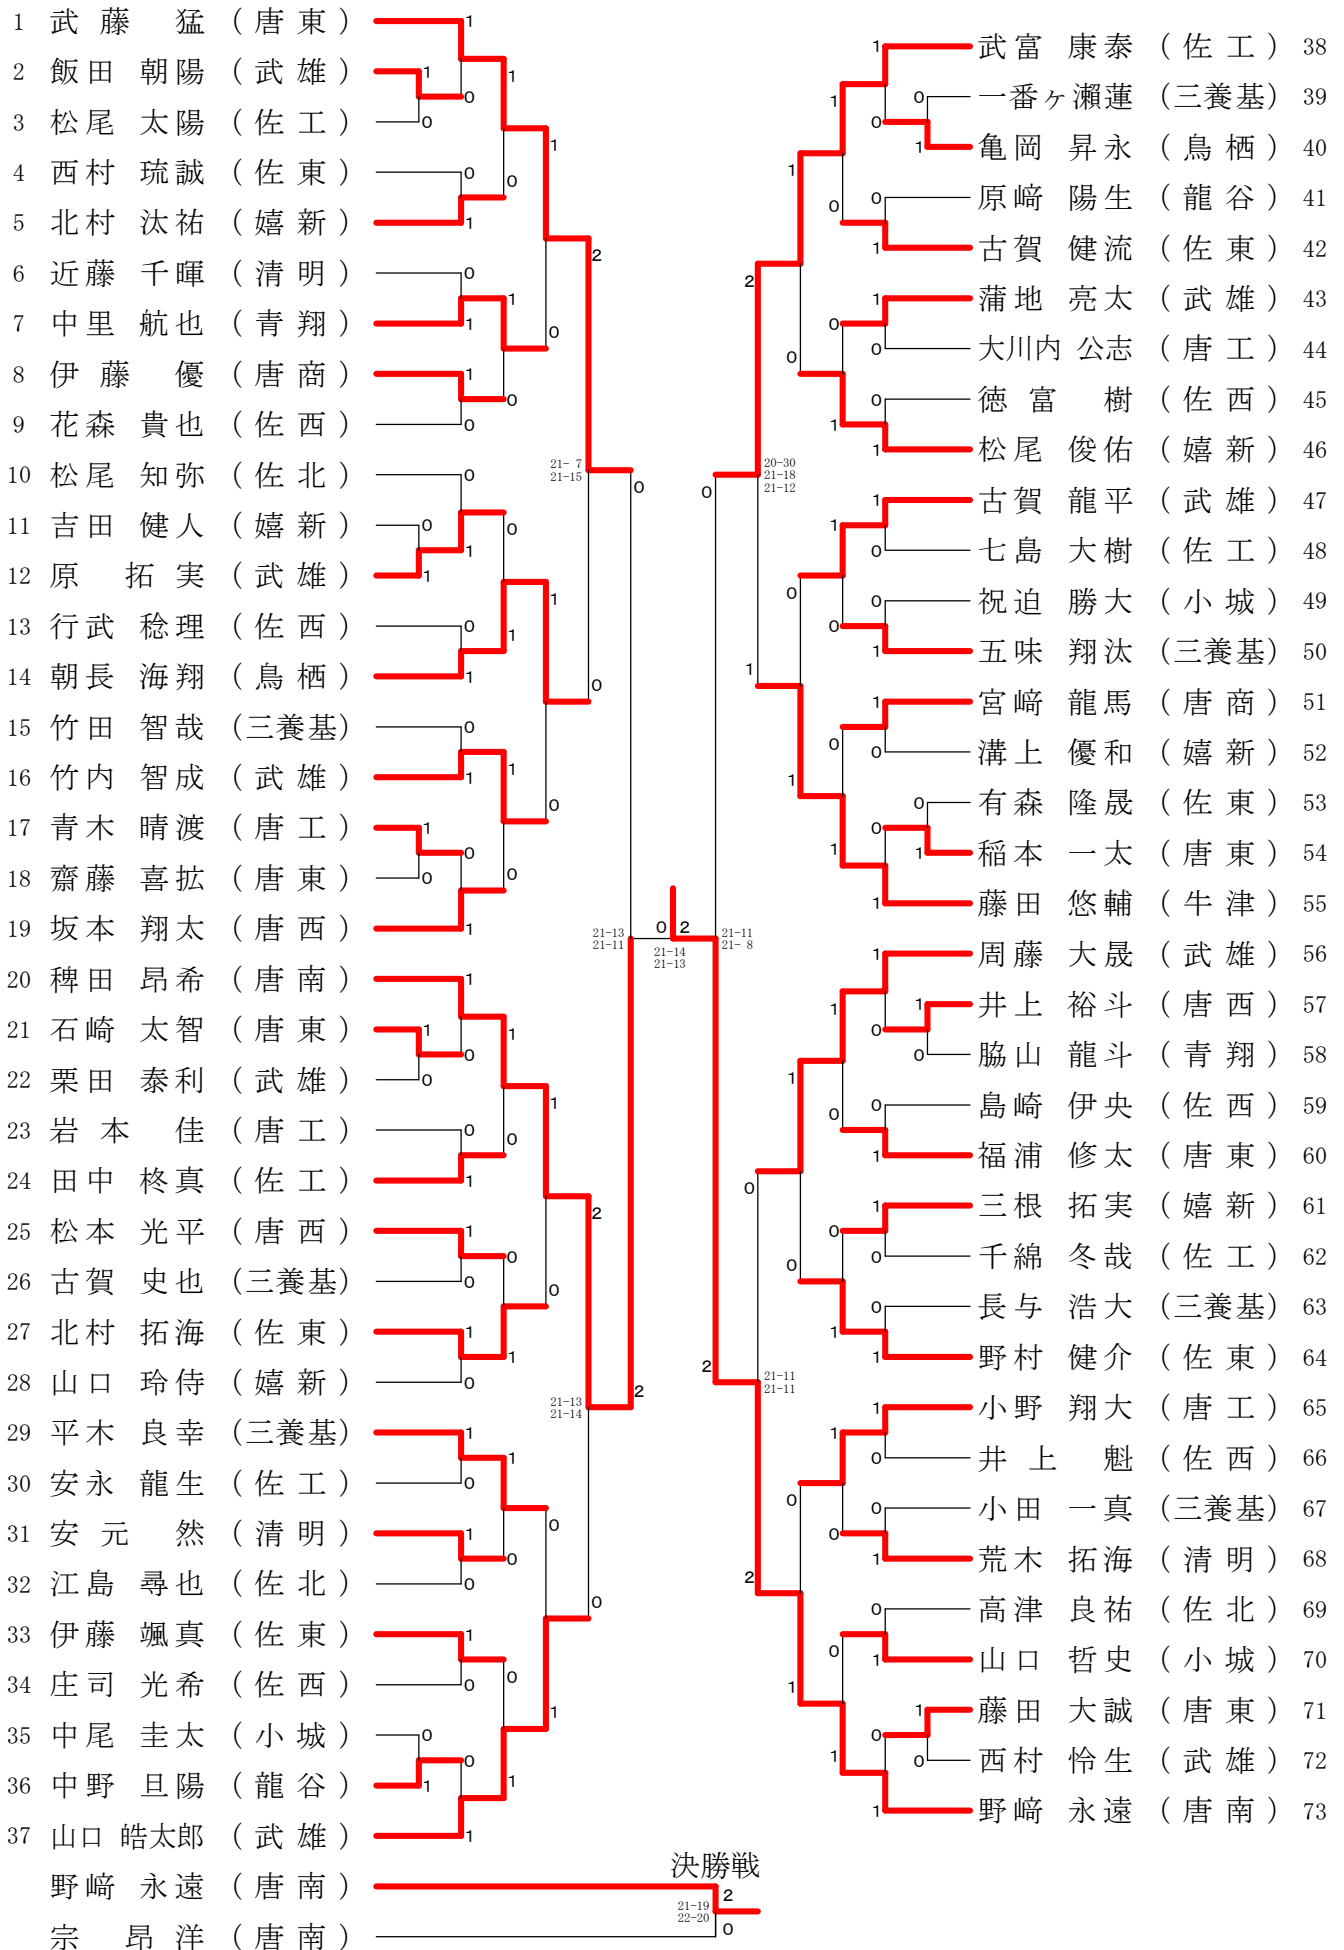 1 武藤 猛 (唐東)
2 飯田 朝陽 (武雄)
3 松尾 太陽 (佐工)
4 西村 琉誠 (佐東)
5 北村 汰祐 (嬉新)
6 近藤 千暉 (清明)
7 中里 航也 (青翔)
8 伊藤 優 (唐商)
9 花森 貴也 (佐西)
10 松尾 知弥 (佐北)
11 吉田 健人 (嬉新)
12 原 拓実 (武雄)
13 行武 稔理 (佐西)
14 朝長 海翔 (鳥栖)
15 竹田 智哉 (三養基)
16 竹内 智成 (武雄)
17 青木 晴渡 (唐工)
18 齋藤 喜拡 (唐東)
19 坂本 翔太 (唐西)
20 稗田 昂希 (唐南)
21 石崎 太智 (唐東)
22 栗田 泰利 (武雄)
23 岩本 佳 (唐工)
24 田中 柊真 (佐工)
25 松本 光平 (唐西)
26 古賀 史也 (三養基)
27 北村 拓海 (佐東)
28 山口 玲侍 (嬉新)
29 平木 良幸 (三養基)
30 安永 龍生 (佐工)
31 安元 然 (清明)
32 江島 尋也 (佐北)
33 伊藤 颯真 (佐東)
34 庄司 光希 (佐西)
35 中尾 圭太 (小城)
36 中野 旦陽 (龍谷)
37 山口 皓太郎 (武雄)
21- 7
21-15
21-13
21-11
21-13
21-14
0 2
21-14
21-13
20-30
21-18
21-12
21-11
21- 8
21-11
21-11
武富 康泰 (佐工) 38
一番ヶ瀬蓮 (三養基) 39
亀岡 昇永 (鳥栖) 40
原﨑 陽生 (龍谷) 41
古賀 健流 (佐東) 42
蒲地 亮太 (武雄) 43
大川内 公志 (唐工) 44
徳富 樹 (佐西) 45
松尾 俊佑 (嬉新) 46
古賀 龍平 (武雄) 47
七島 大樹 (佐工) 48
祝迫 勝大 (小城) 49
五味 翔汰 (三養基) 50
宮﨑 龍馬 (唐商) 51
溝上 優和 (嬉新) 52
有森 隆晟 (佐東) 53
稲本 一太 (唐東) 54
藤田 悠輔 (牛津) 55
周藤 大晟 (武雄) 56
井上 裕斗 (唐西) 57
脇山 龍斗 (青翔) 58
島崎 伊央 (佐西) 59
福浦 修太 (唐東) 60
三根 拓実 (嬉新) 61
千綿 冬哉 (佐工) 62
長与 浩大 (三養基) 63
野村 健介 (佐東) 64
小野 翔大 (唐工) 65
井上 魁 (佐西) 66
小田 一真 (三養基) 67
荒木 拓海 (清明) 68
高津 良祐 (佐北) 69
山口 哲史 (小城) 70
藤田 大誠 (唐東) 71
西村 怜生 (武雄) 72
野﨑 永遠 (唐南) 73
決勝戦
野﨑 永遠 (唐南)
2
21-19
22-20
0
宗 昂洋 (唐南)